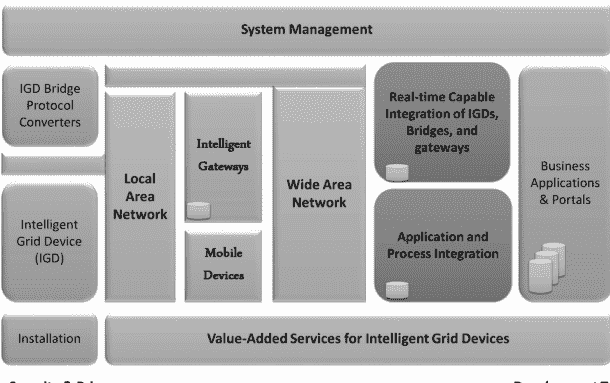 System Management
IGD Bridge
Protocol
Converters
Intelligent
Grid Device
(IGD)
Local
Area
Network
Intelligent
Gateways
Mobile
Devices
Wide Area
Network
Real-time Capable
Integration of IGDs,
Bridges, and
gateways
Application and
Process Integration
Business
Applications
& Portals
Installation
Value-Added Services for Intelligent Grid Devices